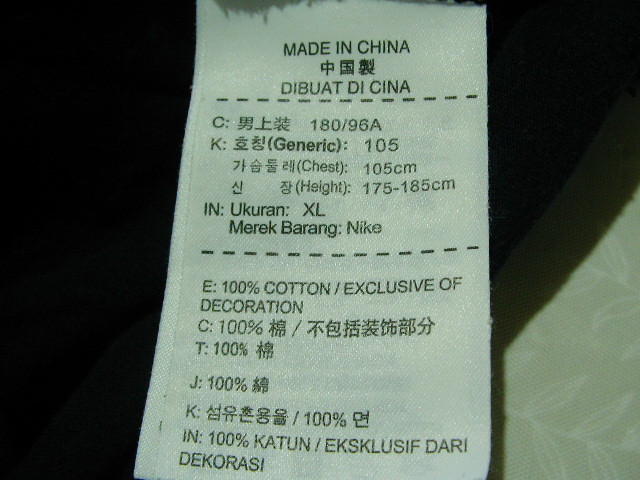 MADE IN CHINA
中国製
DIBUAT DI CINA
C: 男上装 180/96A
K: 호칭(Generic): 105
가슴둘레(Chest): 105cm
신 장(Height): 175-185cm
IN: Ukuran: XL
Merek Barang: Nike
E: 100% COTTON / EXCLUSIVE OF
DECORATION
C: 100% 棉 / 不包括装饰部分
T: 100% 棉
J: 100% 綿
K: 섬유혼용율 / 100% 면
IN: 100% KATUN / EKSKLUSIF DARI
DEKORASI